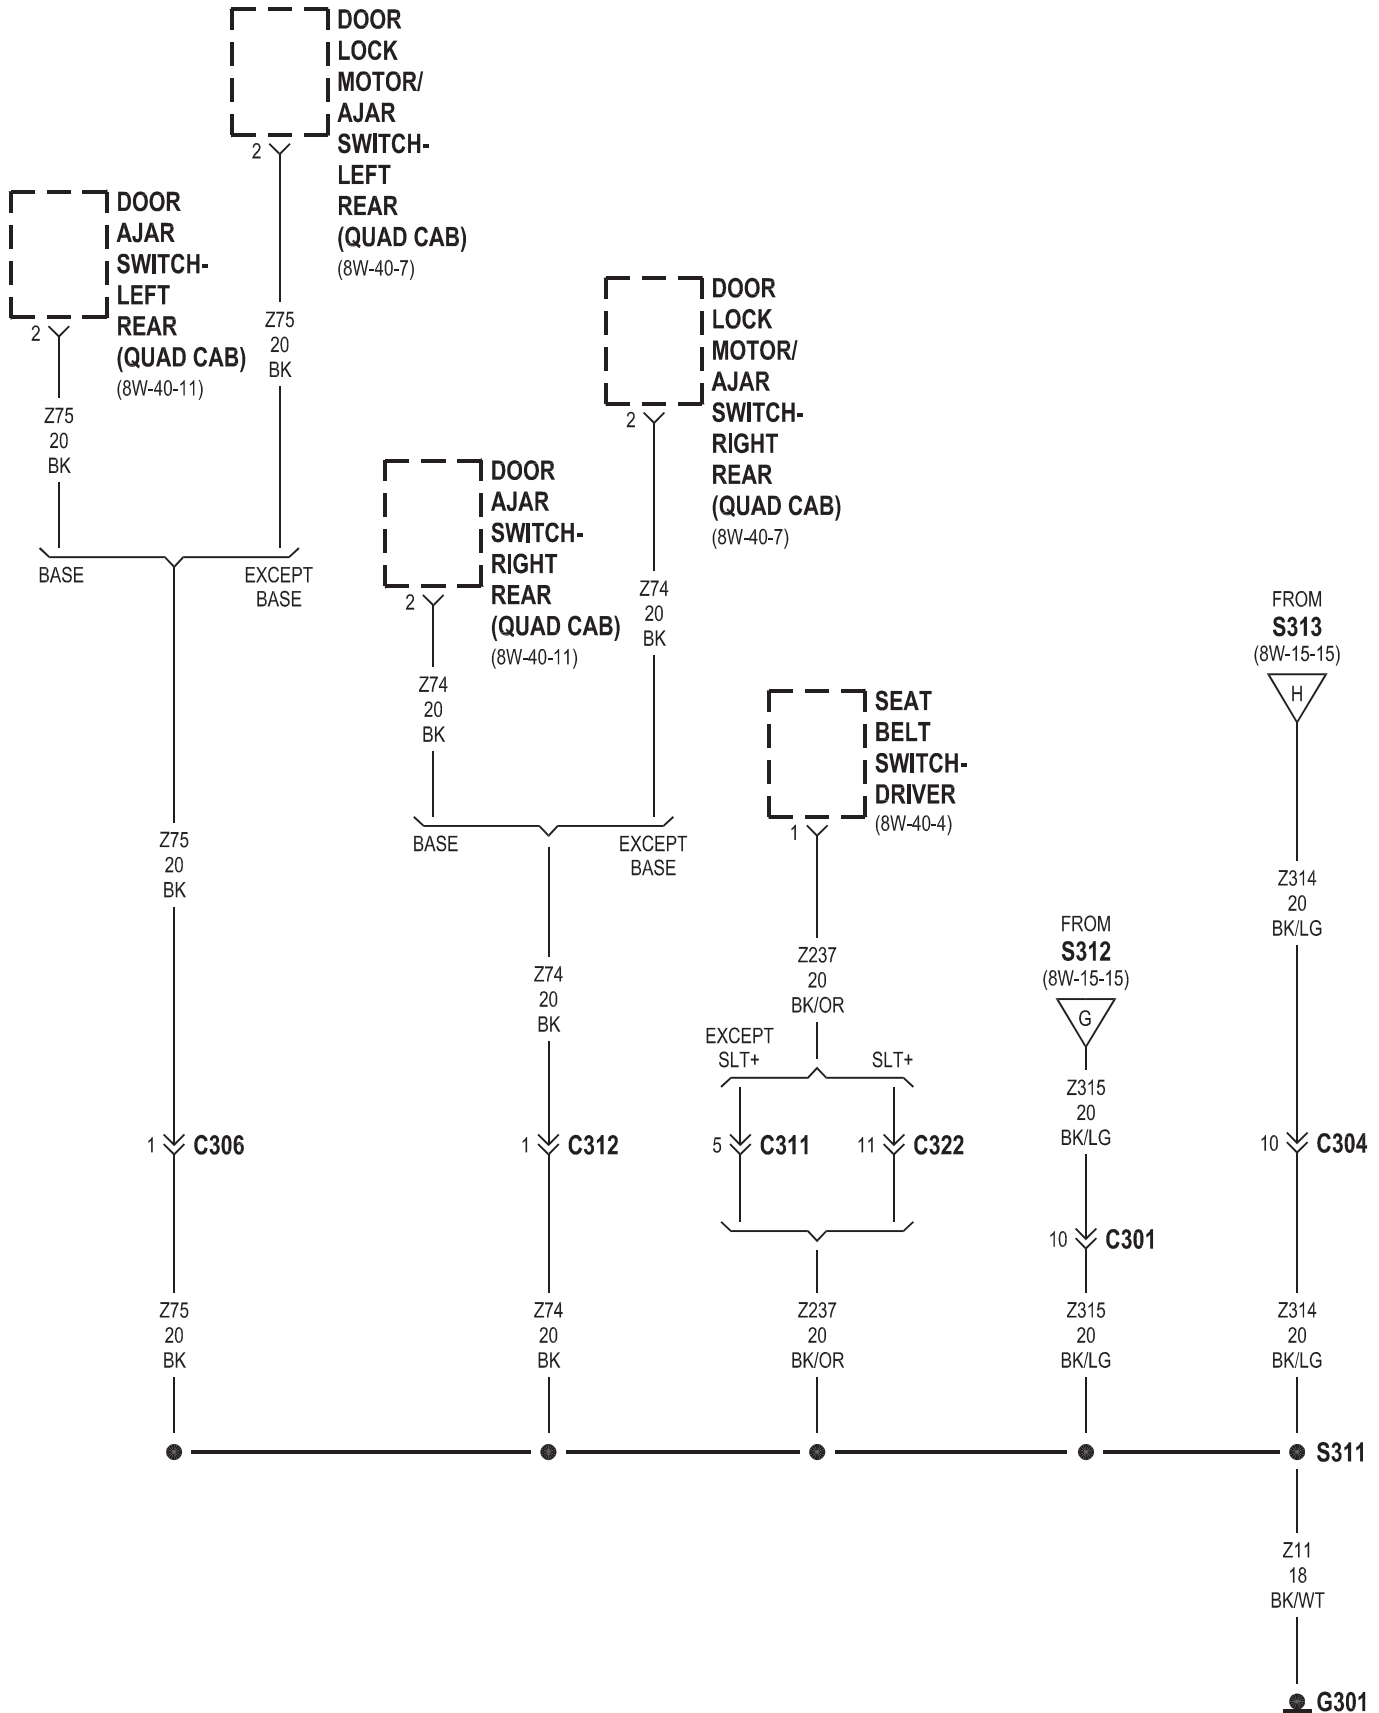 DOOR
LOCK
MOTOR/
AJAR
SWITCH-
LEFT
REAR
(QUAD CAB)
(8W-40-7)
2
DOOR
AJAR
SWITCH-
LEFT
REAR
(QUAD CAB)
(8W-40-11)
2
Z75
20
BK
Z75
20
BK
BASE
EXCEPT
BASE
DOOR
LOCK
MOTOR/
AJAR
SWITCH-
RIGHT
REAR
(QUAD CAB)
(8W-40-7)
2
DOOR
AJAR
SWITCH-
RIGHT
REAR
(QUAD CAB)
(8W-40-11)
2
Z74
20
BK
Z74
20
BK
BASE
EXCEPT
BASE
SEAT
BELT
SWITCH-
DRIVER
(8W-40-4)
1
FROM
S313
(8W-15-15)
H
Z75
20
BK
Z74
20
BK
Z237
20
BK/OR
FROM
S312
(8W-15-15)
G
Z314
20
BK/LG
EXCEPT
SLT+
SLT+
Z315
20
BK/LG
1 C306
1 C312
5 C311
11 C322
10 C304
10 C301
Z75
20
BK
Z74
20
BK
Z237
20
BK/OR
Z315
20
BK/LG
Z314
20
BK/LG
S311
Z11
18
BK/WT
G301